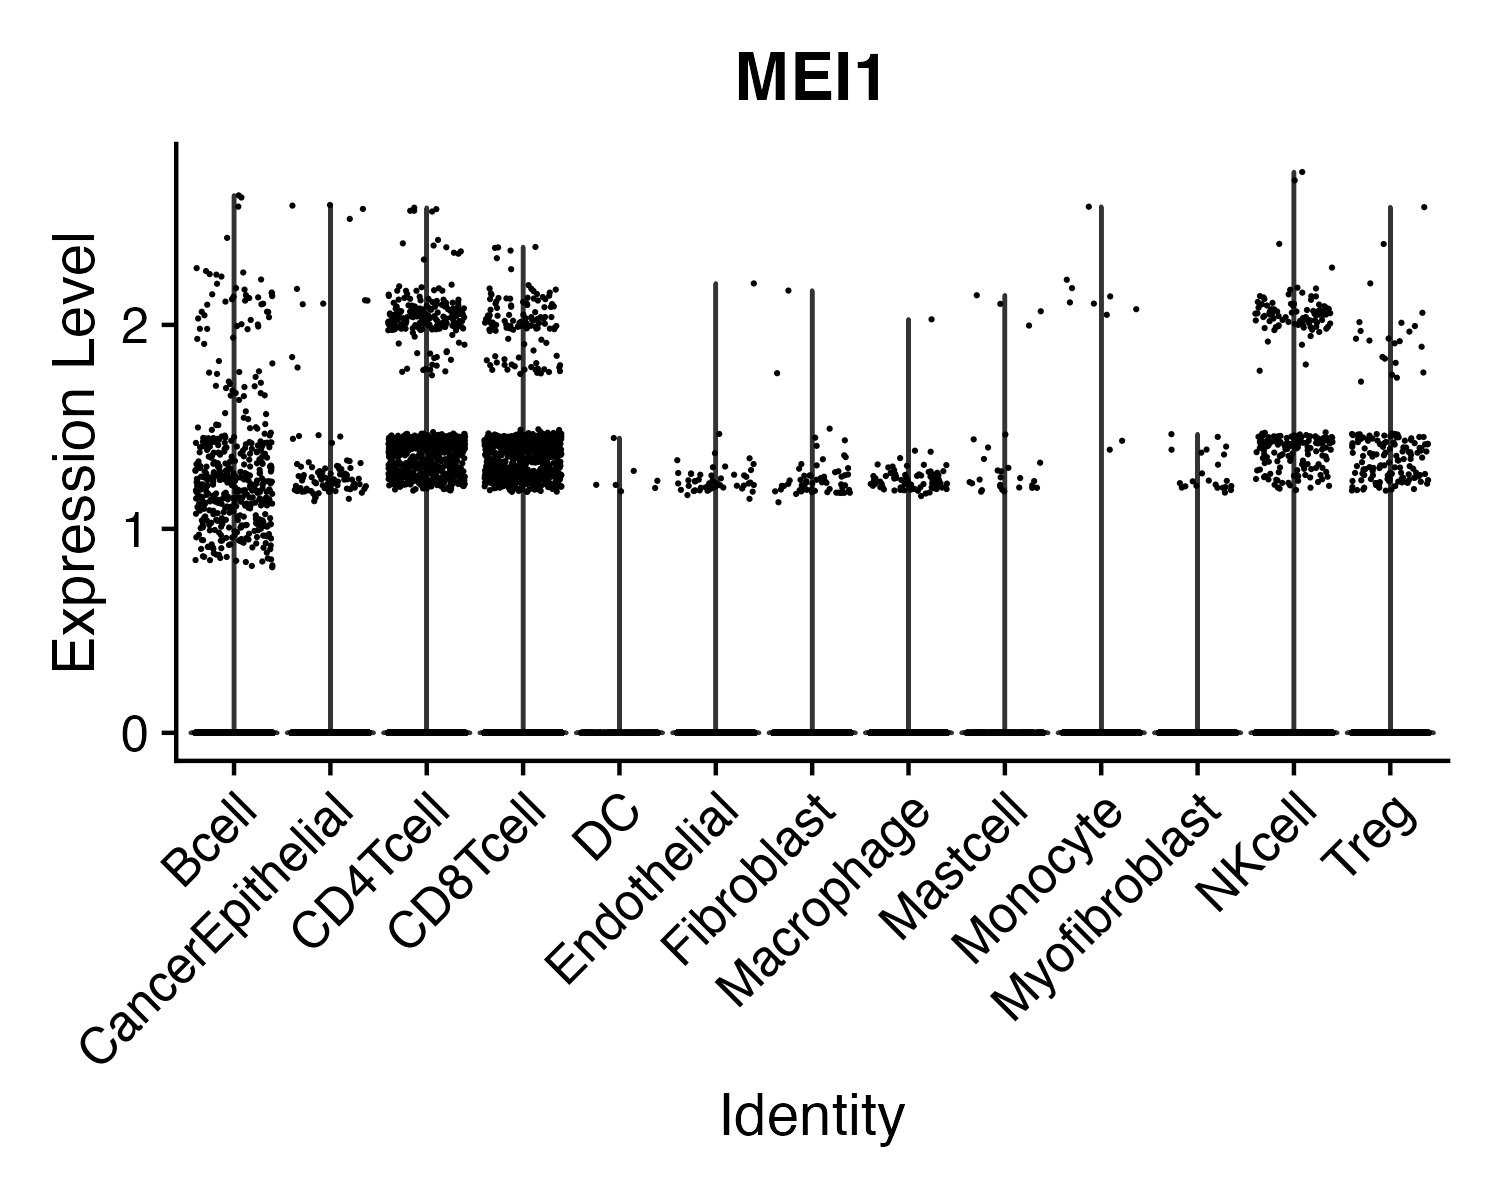 MEI1
Expression Level
2
1
0
Bcell
CancerEpithelial
CD4Tcell
CD8Tcell
DC
Endothelial
Fibroblast
Macrophage
Mastcell
Monocyte
Myofibroblast
NKcell
Treg
Identity